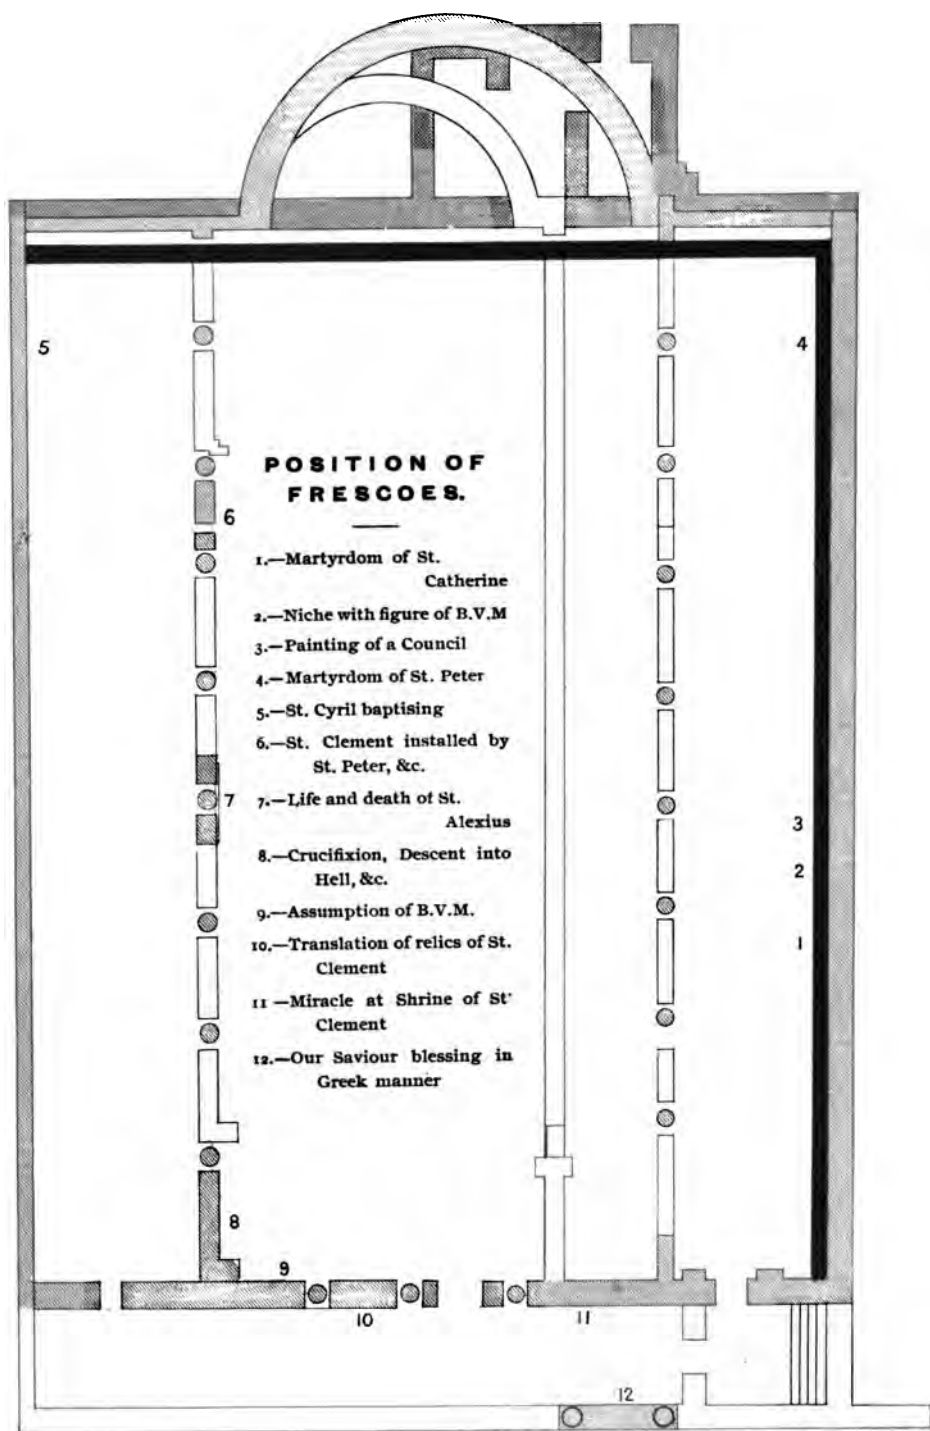 5
4
POSITION OF
FRESCOES.
6
1.—Martyrdom of St.
Catherine
2.—Niche with figure of B.V.M
3.—Painting of a Council
4.—Martyrdom of St. Peter
5.—St. Cyril baptising
6.—St. Clement installed by
St. Peter, &c.
7
7.—Life and death of St.
Alexius
3
8.—Crucifixion, Descent into
Hell, &c.
2
9.—Assumption of B.V.M.
10.—Translation of relics of St.
Clement
1
11 —Miracle at Shrine of St
Clement
12.—Our Saviour blessing in
Greek manner
8
9
10
11
12